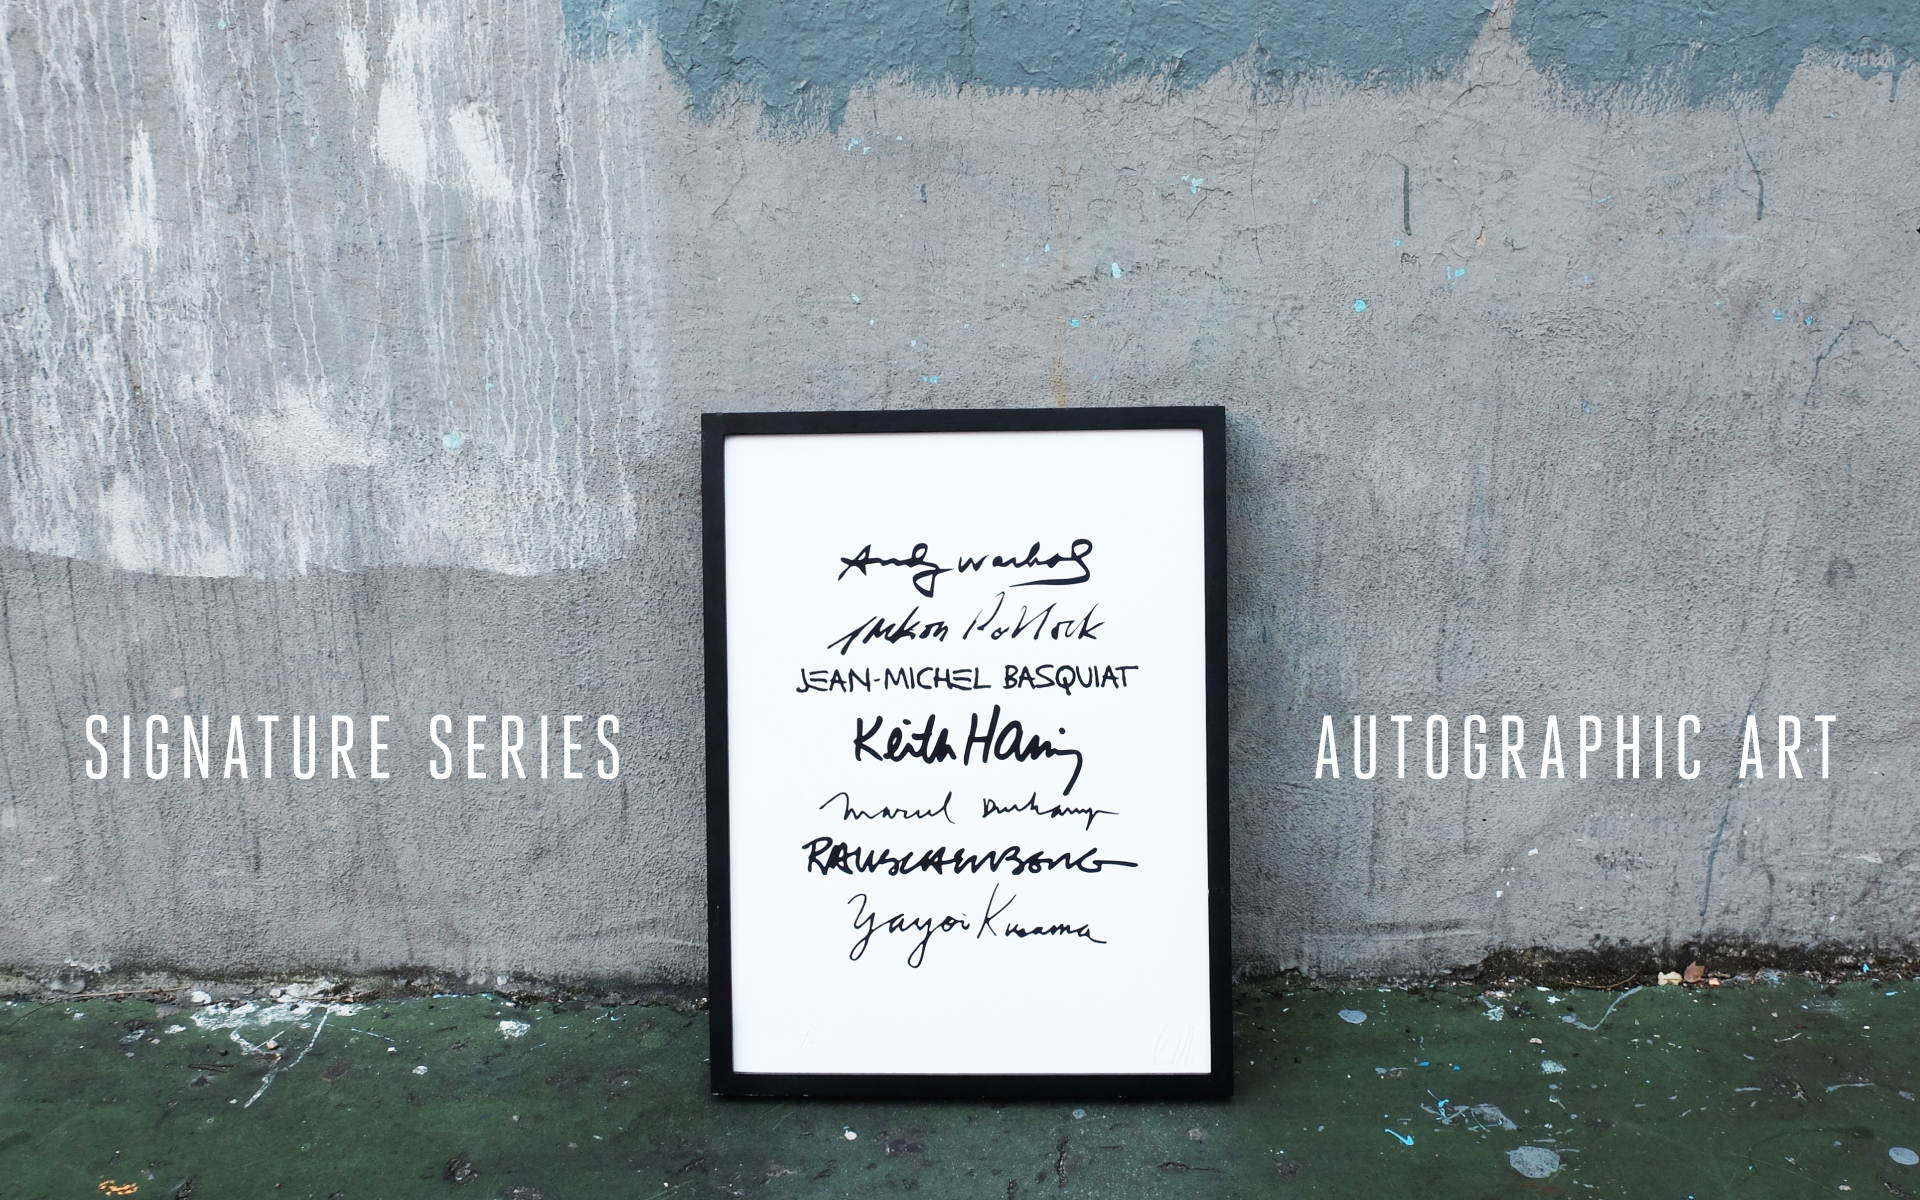 Andy Warhol
Jackson Pollock
JEAN-MICHEL BASQUIAT
Keith Haring
SIGNATURE SERIES
AUTOGRAPHIC ART
Marcel Duchamp
RAUSCHENBERG
Yayoi Kusama